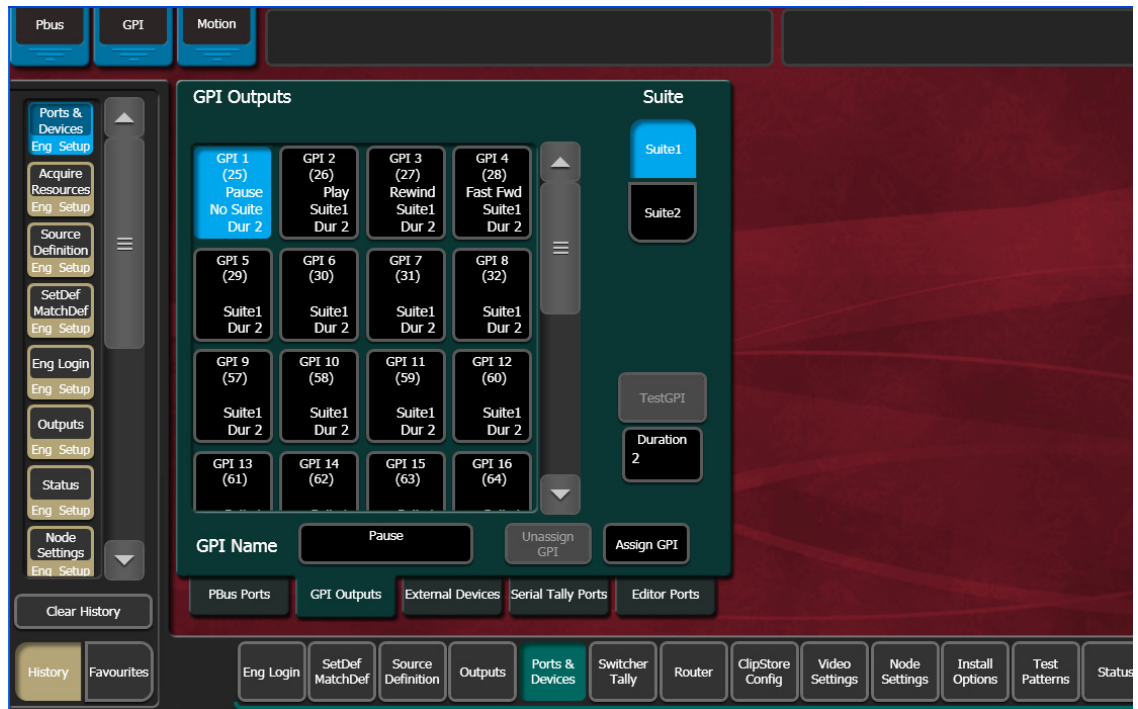 Pbus
GPI
Motion
Ports &
Devices
Eng Setup
Acquire
Resources
Eng Setup
Source
Definition
Eng Setup
SetDef
MatchDef
Eng Setup
Eng Login
Eng Setup
Outputs
Eng Setup
Status
Eng Setup
Node
Settings
Eng Setup
Clear History
History
Favourites
GPI Outputs
Suite
GPI 1
(25)
Pause
No Suite
Dur 2
GPI 2
(26)
Play
Suite1
Dur 2
GPI 3
(27)
Rewind
Suite1
Dur 2
GPI 4
(28)
Fast Fwd
Suite1
Dur 2
GPI 5
(29)
Suite1
Dur 2
GPI 6
(30)
Suite1
Dur 2
GPI 7
(31)
Suite1
Dur 2
GPI 8
(32)
Suite1
Dur 2
GPI 9
(57)
Suite1
Dur 2
GPI 10
(58)
Suite1
Dur 2
GPI 11
(59)
Suite1
Dur 2
GPI 12
(60)
Suite1
Dur 2
GPI 13
(61)
GPI 14
(62)
GPI 15
(63)
GPI 16
(64)
Suite1
Suite2
TestGPI
Duration
2
GPI Name
Pause
Unassign
GPI
Assign GPI
PBus Ports
GPI Outputs
External Devices
Serial Tally Ports
Editor Ports
Eng Login
SetDef
MatchDef
Source
Definition
Outputs
Ports &
Devices
Switcher
Tally
Router
ClipStore
Config
Video
Settings
Node
Settings
Install
Options
Test
Patterns
Status